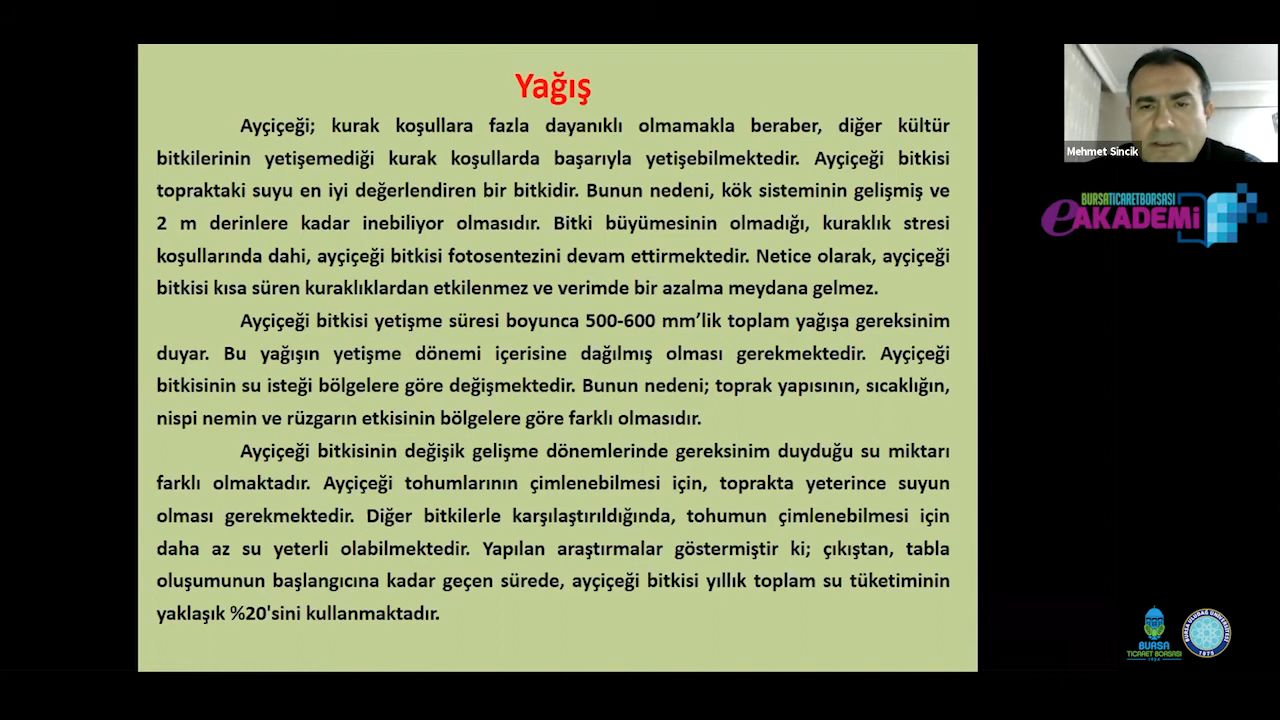 Yağış
Ayçiçeği; kurak koşullara fazla dayanıklı olmamakla beraber, diğer kültür
bitkilerinin yetişemediği kurak koşullarda başarıyla yetişebilmektedir. Ayçiçeği bitkisi
topraktaki suyu en iyi değerlendiren bir bitkidir. Bunun nedeni, kök sisteminin gelişmiş ve
2 m derinlere kadar inebiliyor olmasıdır. Bitki büyümesinin olmadığı, kuraklık stresi
koşullarında dahi, ayçiçeği bitkisi fotosentezini devam ettirmektedir. Netice olarak, ayçiçeği
bitkisi kısa süren kuraklıklardan etkilenmez ve verimde bir azalma meydana gelmez.
Ayçiçeği bitkisi yetişme süresi boyunca 500-600 mm’lik toplam yağışa gereksinim
duyar. Bu yağışın yetişme dönemi içerisine dağılmış olması gerekmektedir. Ayçiçeği
bitkisinin su isteği bölgelere göre değişmektedir. Bunun nedeni; toprak yapısının, sıcaklığın,
nispi nemin ve rüzgarın etkisinin bölgelere göre farklı olmasıdır.
Ayçiçeği bitkisinin değişik gelişme dönemlerinde gereksinim duyduğu su miktarı
farklı olmaktadır. Ayçiçeği tohumlarının çimlenebilmesi için, toprakta yeterince suyun
olması gerekmektedir. Diğer bitkilerle karşılaştırıldığında, tohumun çimlenebilmesi için
daha az su yeterli olabilmektedir. Yapılan araştırmalar göstermiştir ki; çıkıştan, tabla
oluşumunun başlangıcına kadar geçen sürede, ayçiçeği bitkisi yıllık toplam su tüketiminin
yaklaşık %20'sini kullanmaktadır.
Mehmet Sincik
BURSATİCARETBORSASI
eAKADEMİ
BURSA
TİCARET BORSASI
1924
BURSA ULUDAĞ ÜNİVERSİTESİ
1975